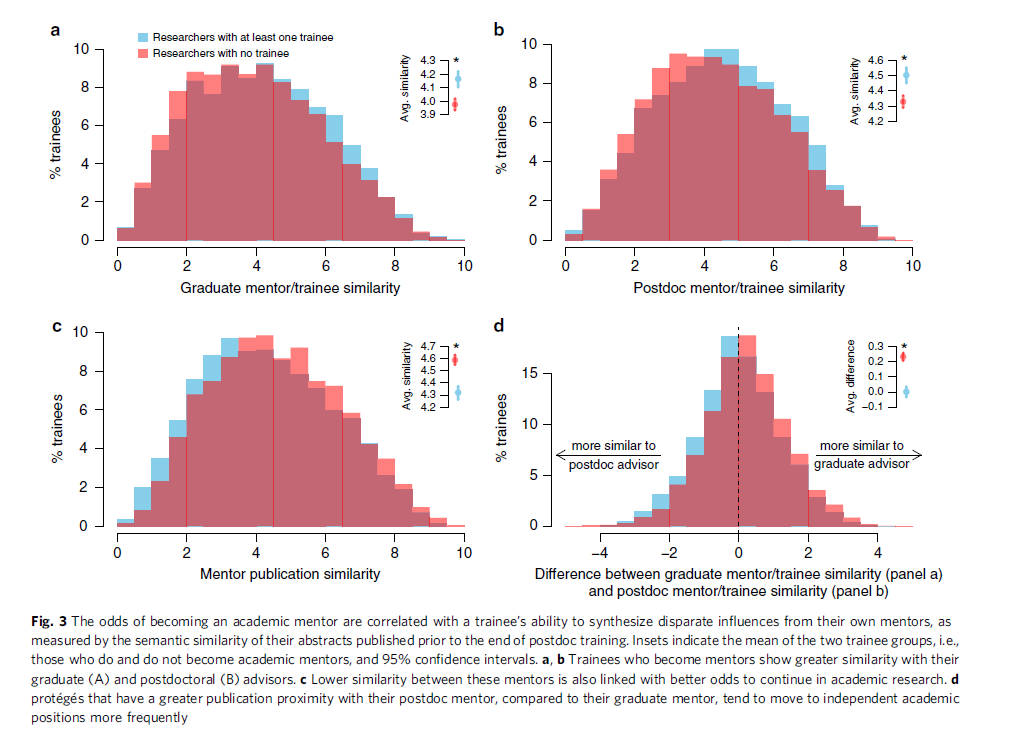 a
Researchers with at least one trainee
Researchers with no trainee
10
8
6
4
2
0
% trainees
0 2 4 6 8 10
Graduate mentor/trainee similarity
Avg. similarity
4.3
4.2
4.1
4.0
3.9
*
b
10
8
6
4
2
0
% trainees
0 2 4 6 8 10
Postdoc mentor/trainee similarity
Avg. similarity
4.6
4.5
4.4
4.3
4.2
*
c
10
8
6
4
2
0
% trainees
0 2 4 6 8 10
Mentor publication similarity
Avg. similarity
4.7
4.6
4.5
4.4
4.3
4.2
*
d
15
10
5
0
% trainees
more similar to
postdoc advisor
more similar to
graduate advisor
−4 −2 0 2 4
Difference between graduate mentor/trainee similarity (panel a)
and postdoc mentor/trainee similarity (panel b)
Avg. difference
0.3
0.2
0.1
0.0
−0.1
*
Fig. 3 The odds of becoming an academic mentor are correlated with a trainee's ability to synthesize disparate influences from their own mentors, as
measured by the semantic similarity of their abstracts published prior to the end of postdoc training. Insets indicate the mean of the two trainee groups, i.e.,
those who do and do not become academic mentors, and 95% confidence intervals. a, b Trainees who become mentors show greater similarity with their
graduate (A) and postdoctoral (B) advisors. c Lower similarity between these mentors is also linked with better odds to continue in academic research. d
protégés that have a greater publication proximity with their postdoc mentor, compared to their graduate mentor, tend to move to independent academic
positions more frequently